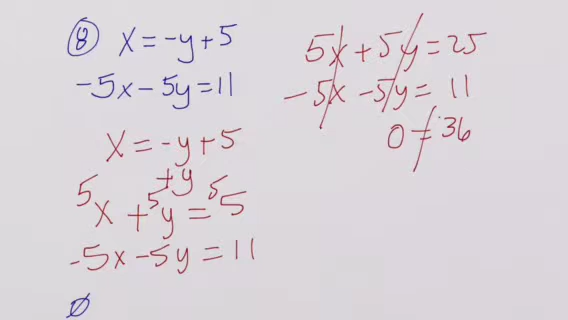 8 x = -y + 5
-5x - 5y = 11
x = -y + 5
+y
5x + 5y = 5 5
-5x - 5y = 11
∅
5x + 5y = 25
-5x - 5y = 11
0 ≠ 36